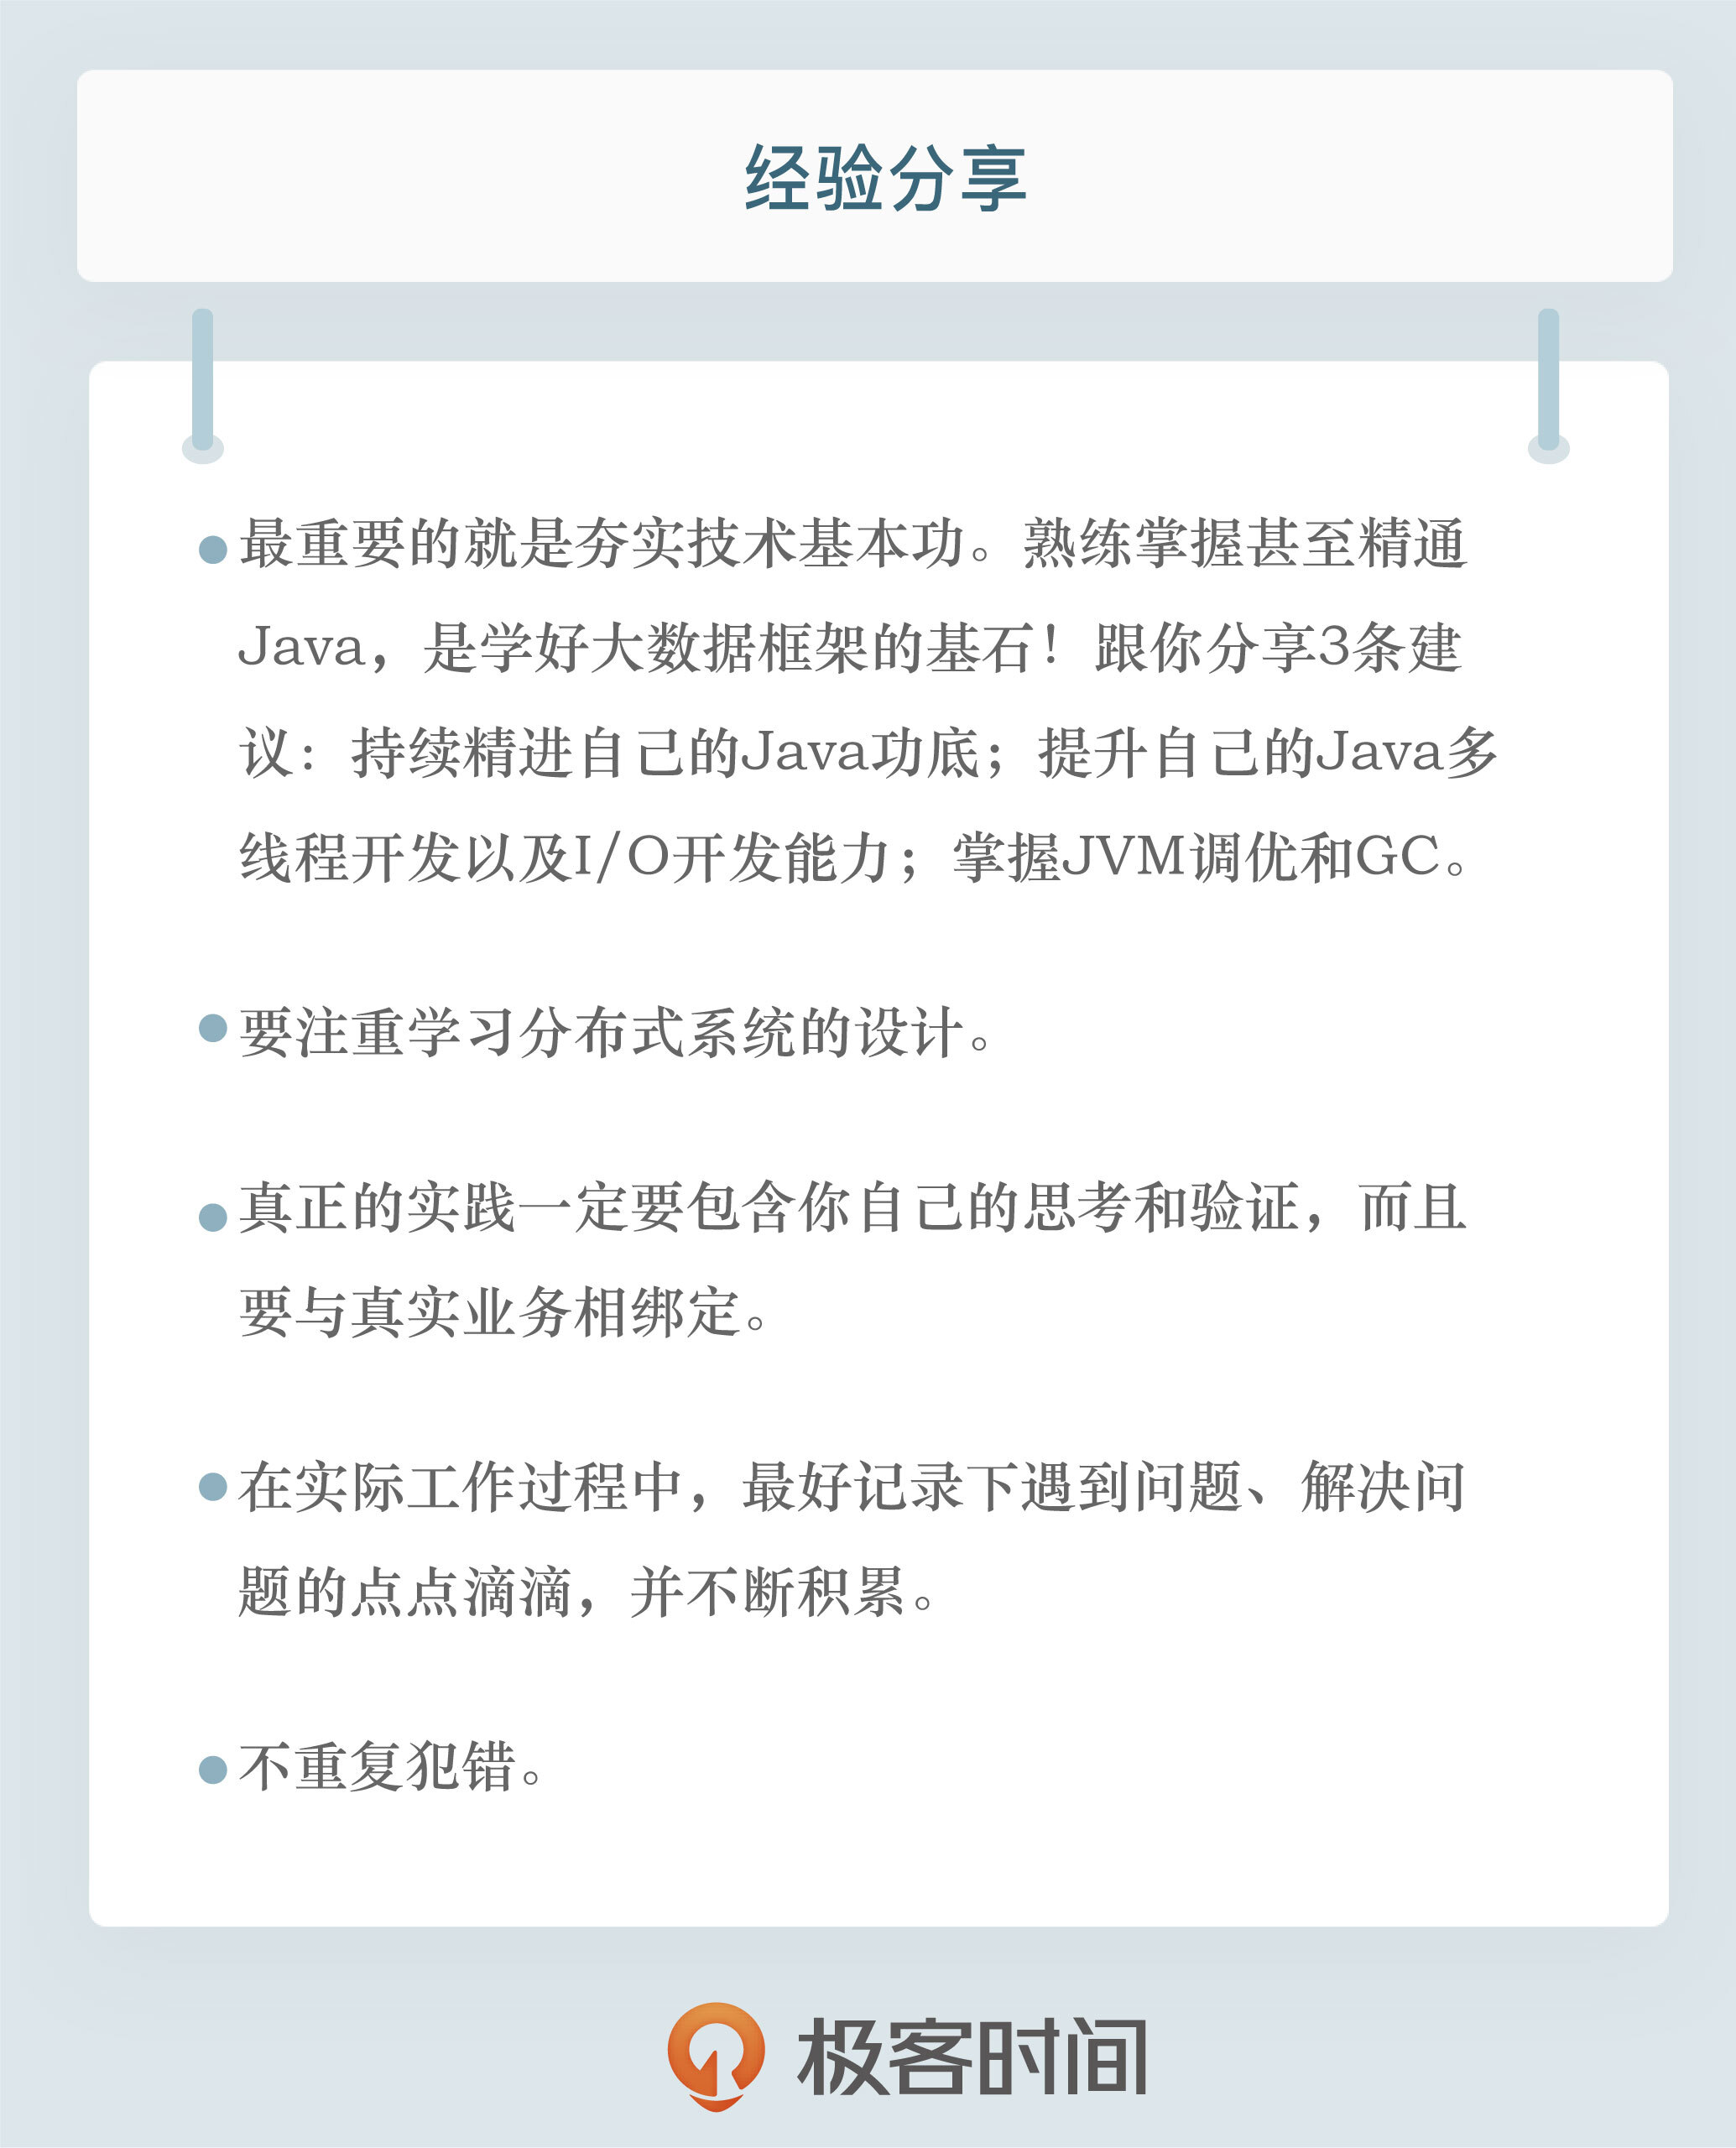 经验分享
最重要的就是夯实技术基本功。熟练掌握甚至精通
Java，是学好大数据框架的基石！跟你分享3条建
议：持续精进自己的Java功底；提升自己的Java多
线程开发以及I/O开发能力；掌握JVM调优和GC。
要注重学习分布式系统的设计。
真正的实践一定要包含你自己的思考和验证，而且
要与真实业务相绑定。
在实际工作过程中，最好记录下遇到问题、解决问
题的点点滴滴，并不断积累。
不重复犯错。
极客时间